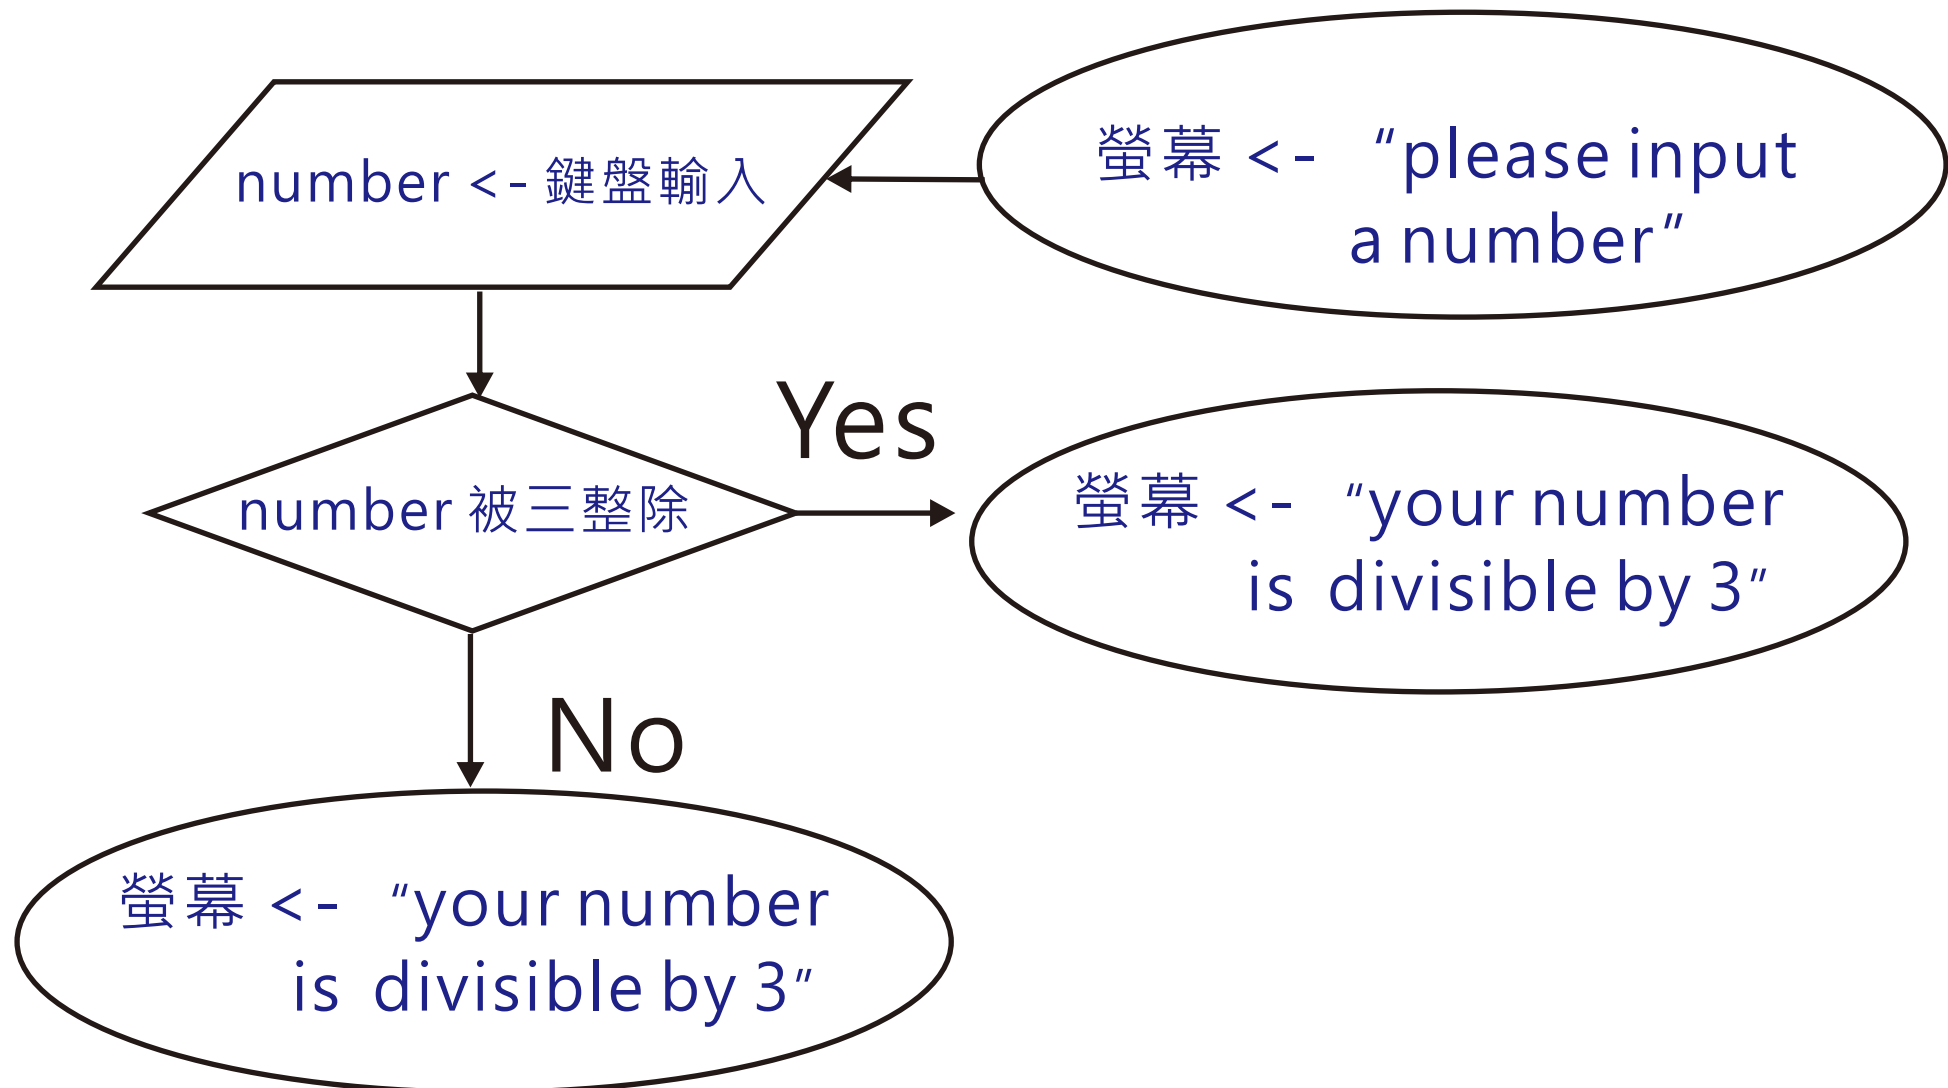 number <- 鍵盤輸入
螢幕 <- “please input
a number”
number 被三整除
Yes
螢幕 <- “your number
is divisible by 3”
No
螢幕 <- “your number
is divisible by 3”